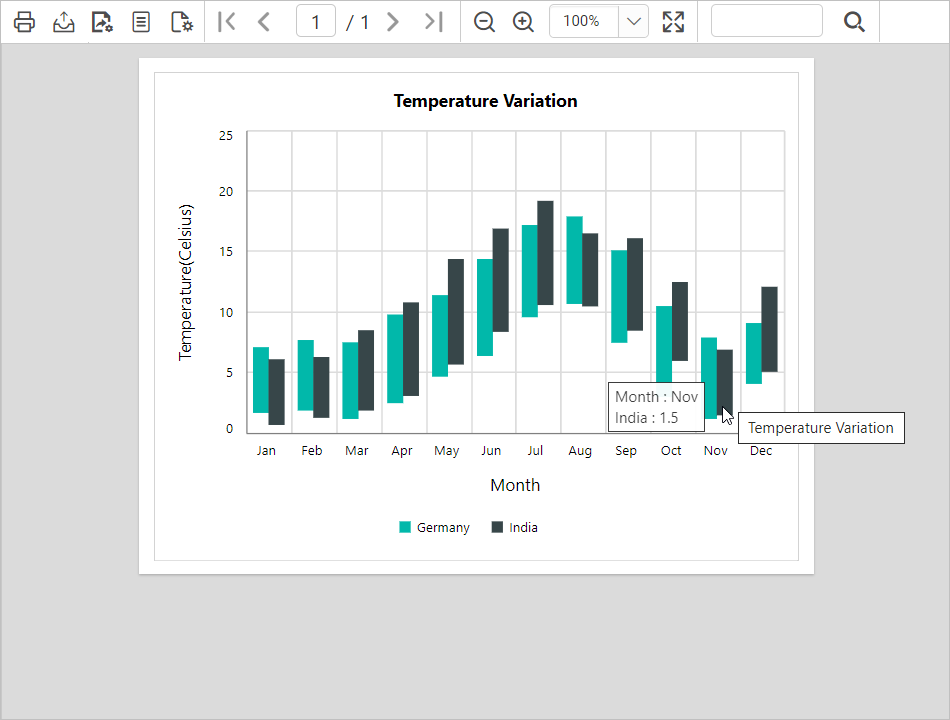 1 / 1 100%
Temperature Variation
25
20
15
10
5
0
Temperature(Celsius)
Month : Nov
India : 1.5
Temperature Variation
Jan Feb Mar Apr May Jun Jul Aug Sep Oct Nov Dec
Month
Germany India